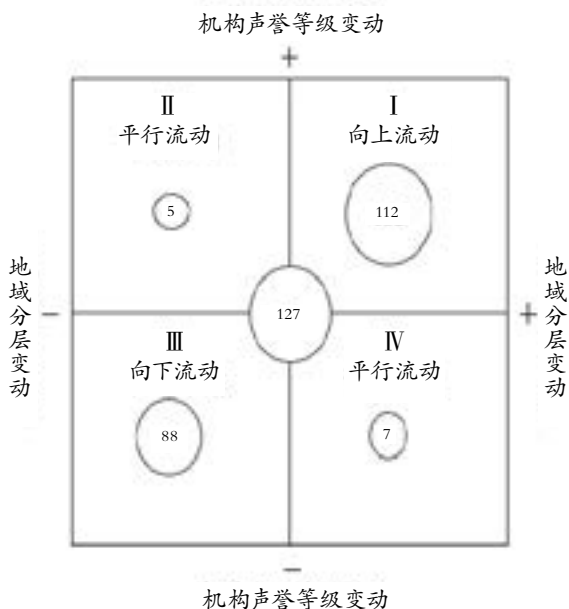 机构声誉等级变动
+
Ⅱ
平行流动
Ⅰ
向上流动
5
112
地域分层变动
−
127
+
地域分层变动
Ⅲ
向下流动
Ⅳ
平行流动
88
7
−
机构声誉等级变动